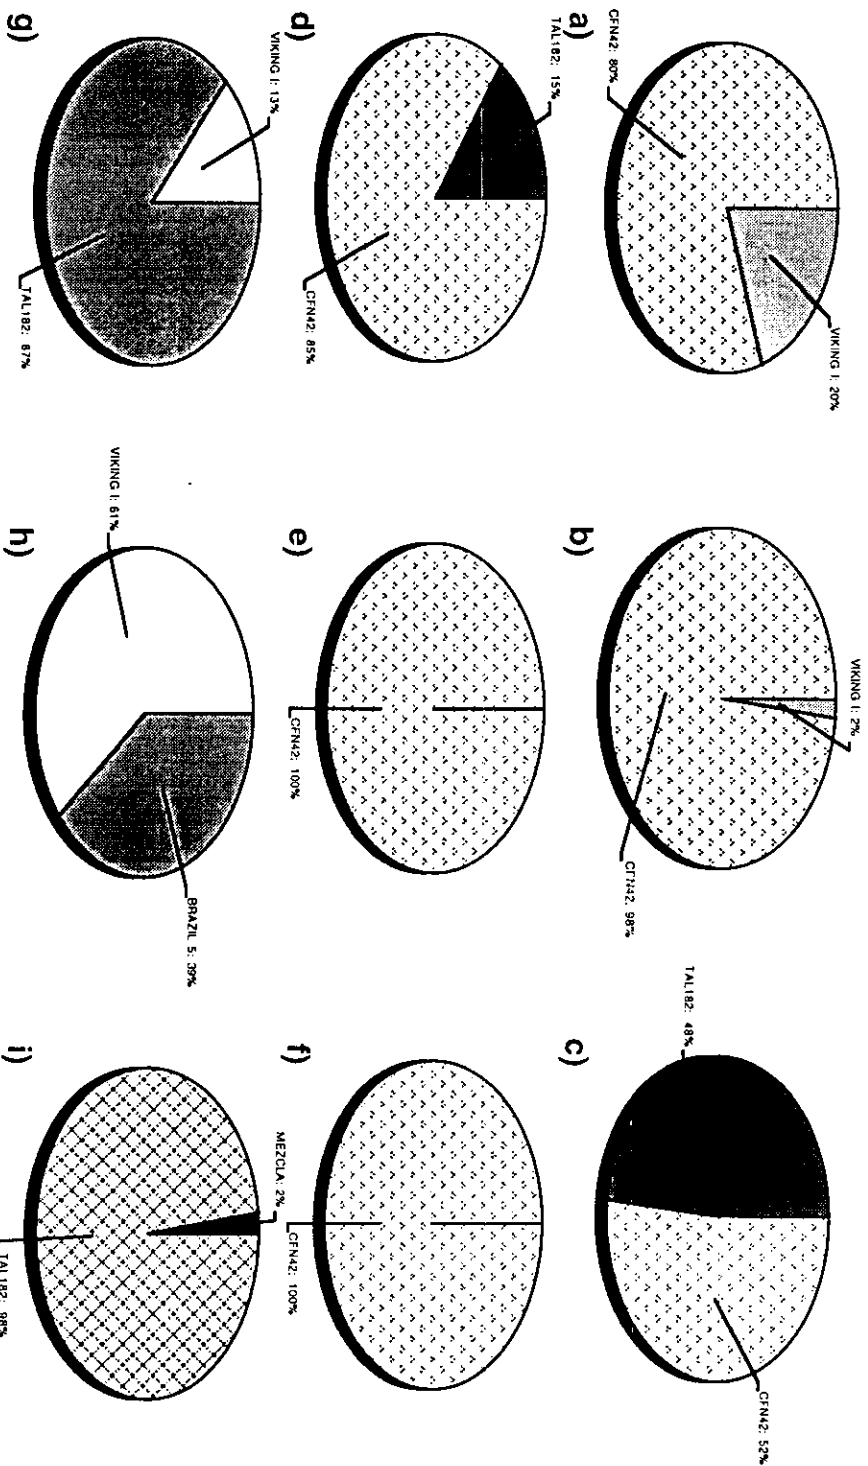 VIKING I: 20%
CFN42: 80%
a)
VIKING I: 2%
CFN42: 98%
b)
CFN42: 52%
TAL182: 48%
c)
TAL182: 15%
CFN42: 85%
d)
CFN42: 100%
e)
CFN42: 100%
f)
VIKING I: 13%
TAL182: 87%
g)
BRAZIL 5: 39%
VIKING I: 61%
h)
MEZCLA: 2%
TAL182: 98%
i)